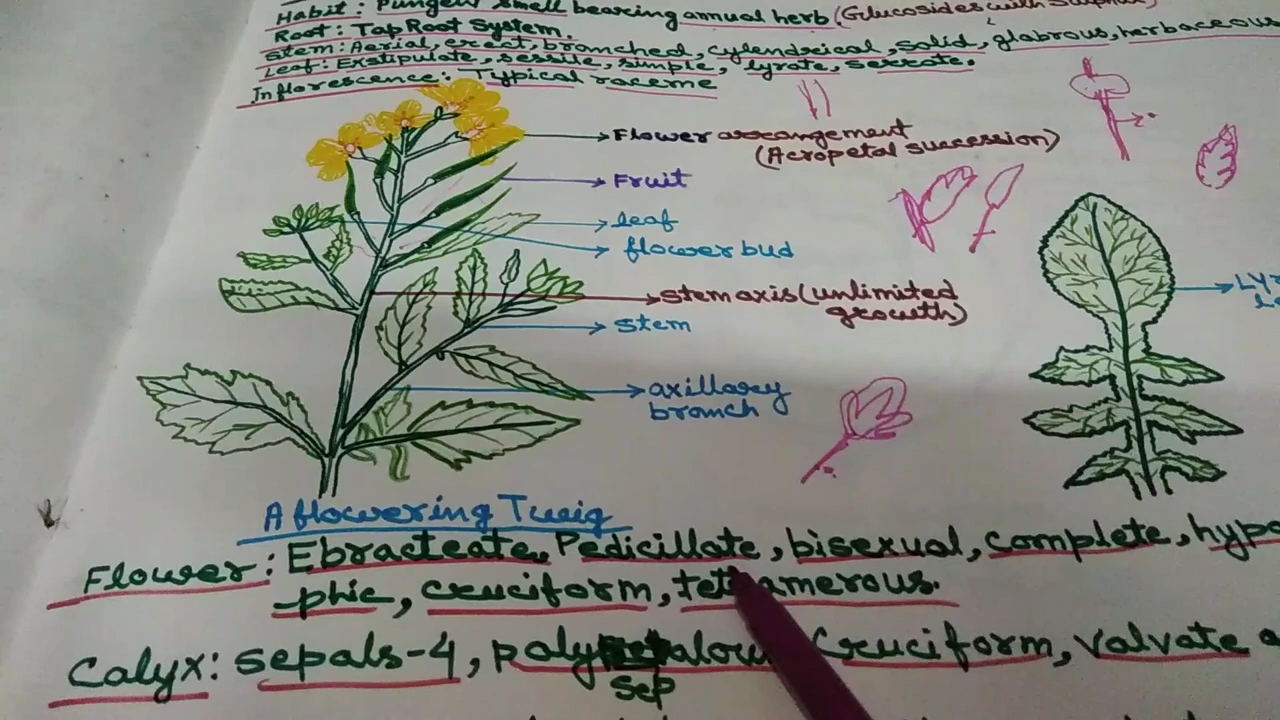 Habit: Pungent smell bearing annual herb (Glucosides with Sulphur)
Root: Tap Root System.
Stem: Aerial, erect, branched, cylendrical, solid, glabrous, herbaceous
Leaf: Exstipulate, sessile, simple, lyrate, serrate.
Inflorescence: Typical raceme
Flower arrangement
(Acropetal succession)
Fruit
leaf
flower bud
stem axis (unlimited
growth)
stem
axillary
branch
A flowering Twig
Flower: Ebracteate, Pedicillate, bisexual, complete, hypo
-phic, cruciform, tetramerous.
Calyx: sepals-4, Cruciform, valvate
sep